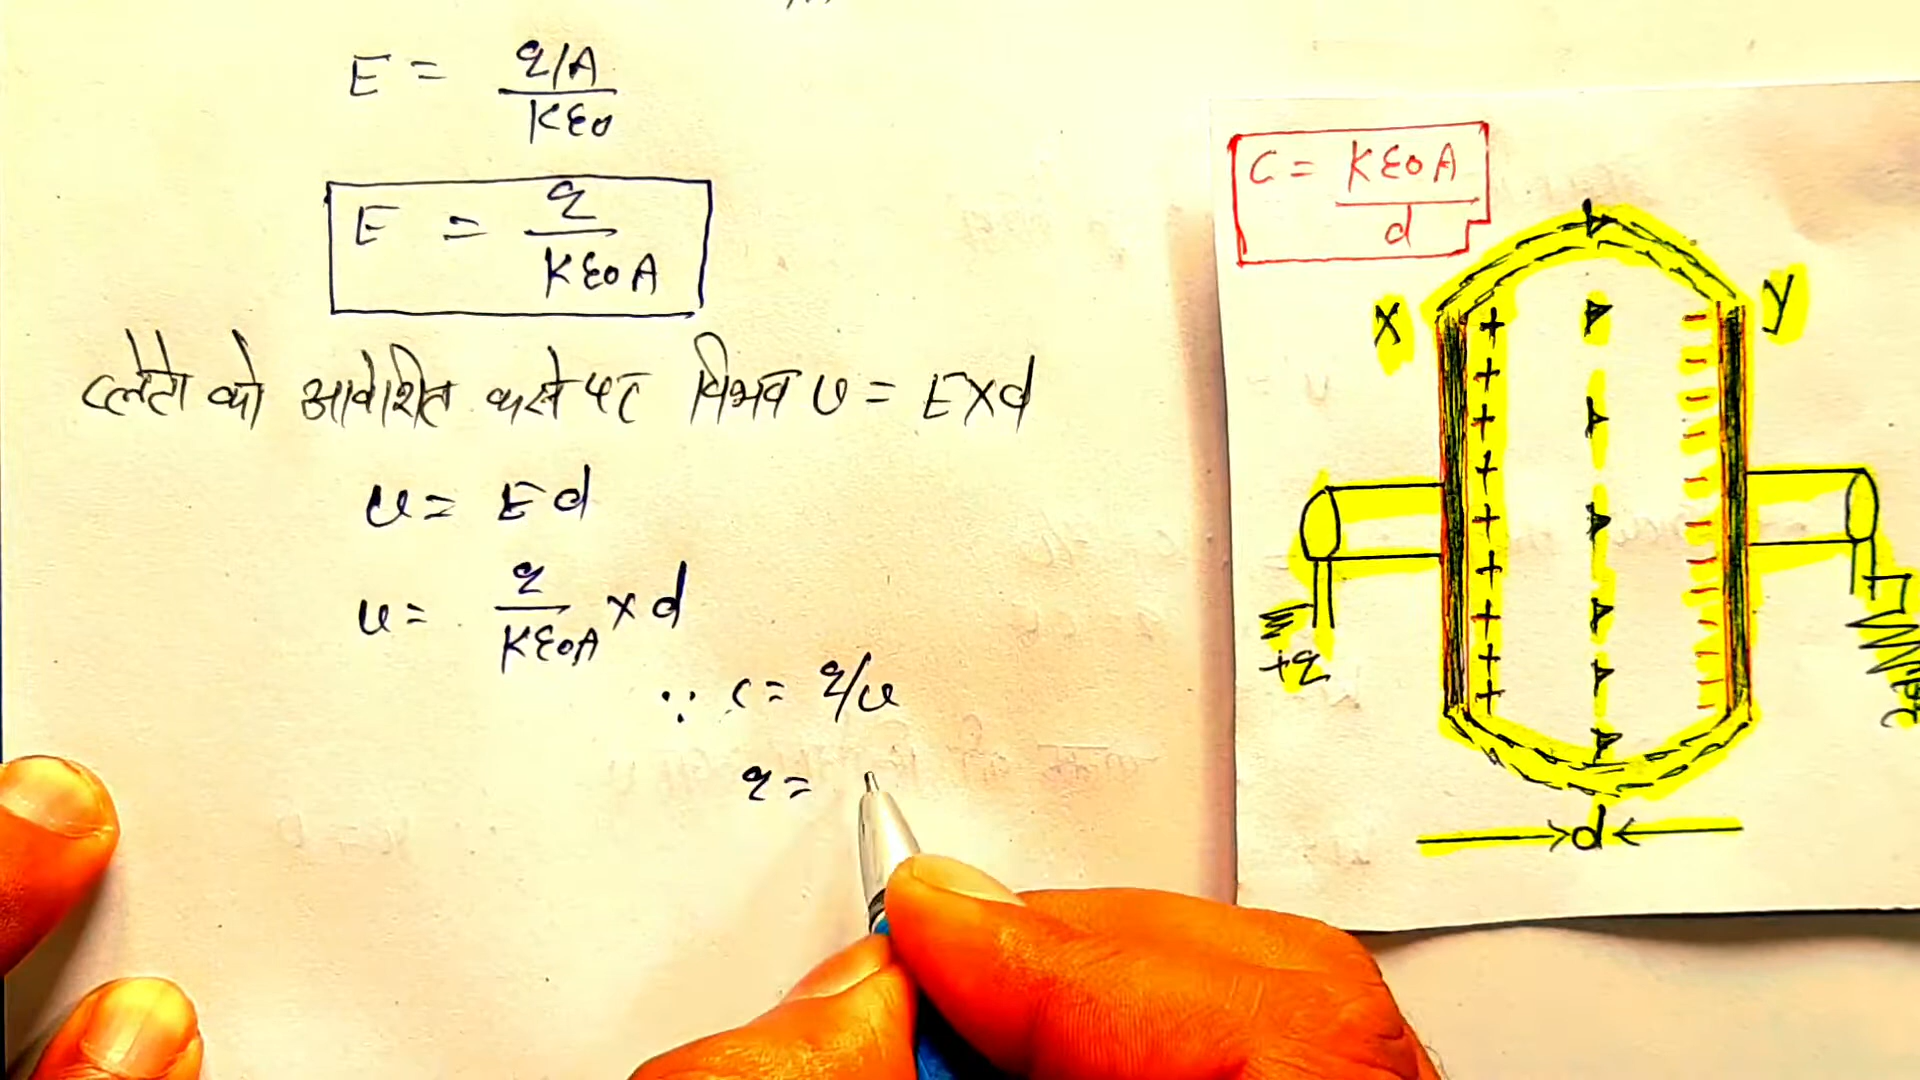 E = q/A / Kε0
E = q / Kε0A
प्लेटों को आवेशित करने पर विभव v = E×d
v = Ed
v = q / Kε0A × d
∵ c = q/v
q =
C = Kε0A / d
X
y
+q
d